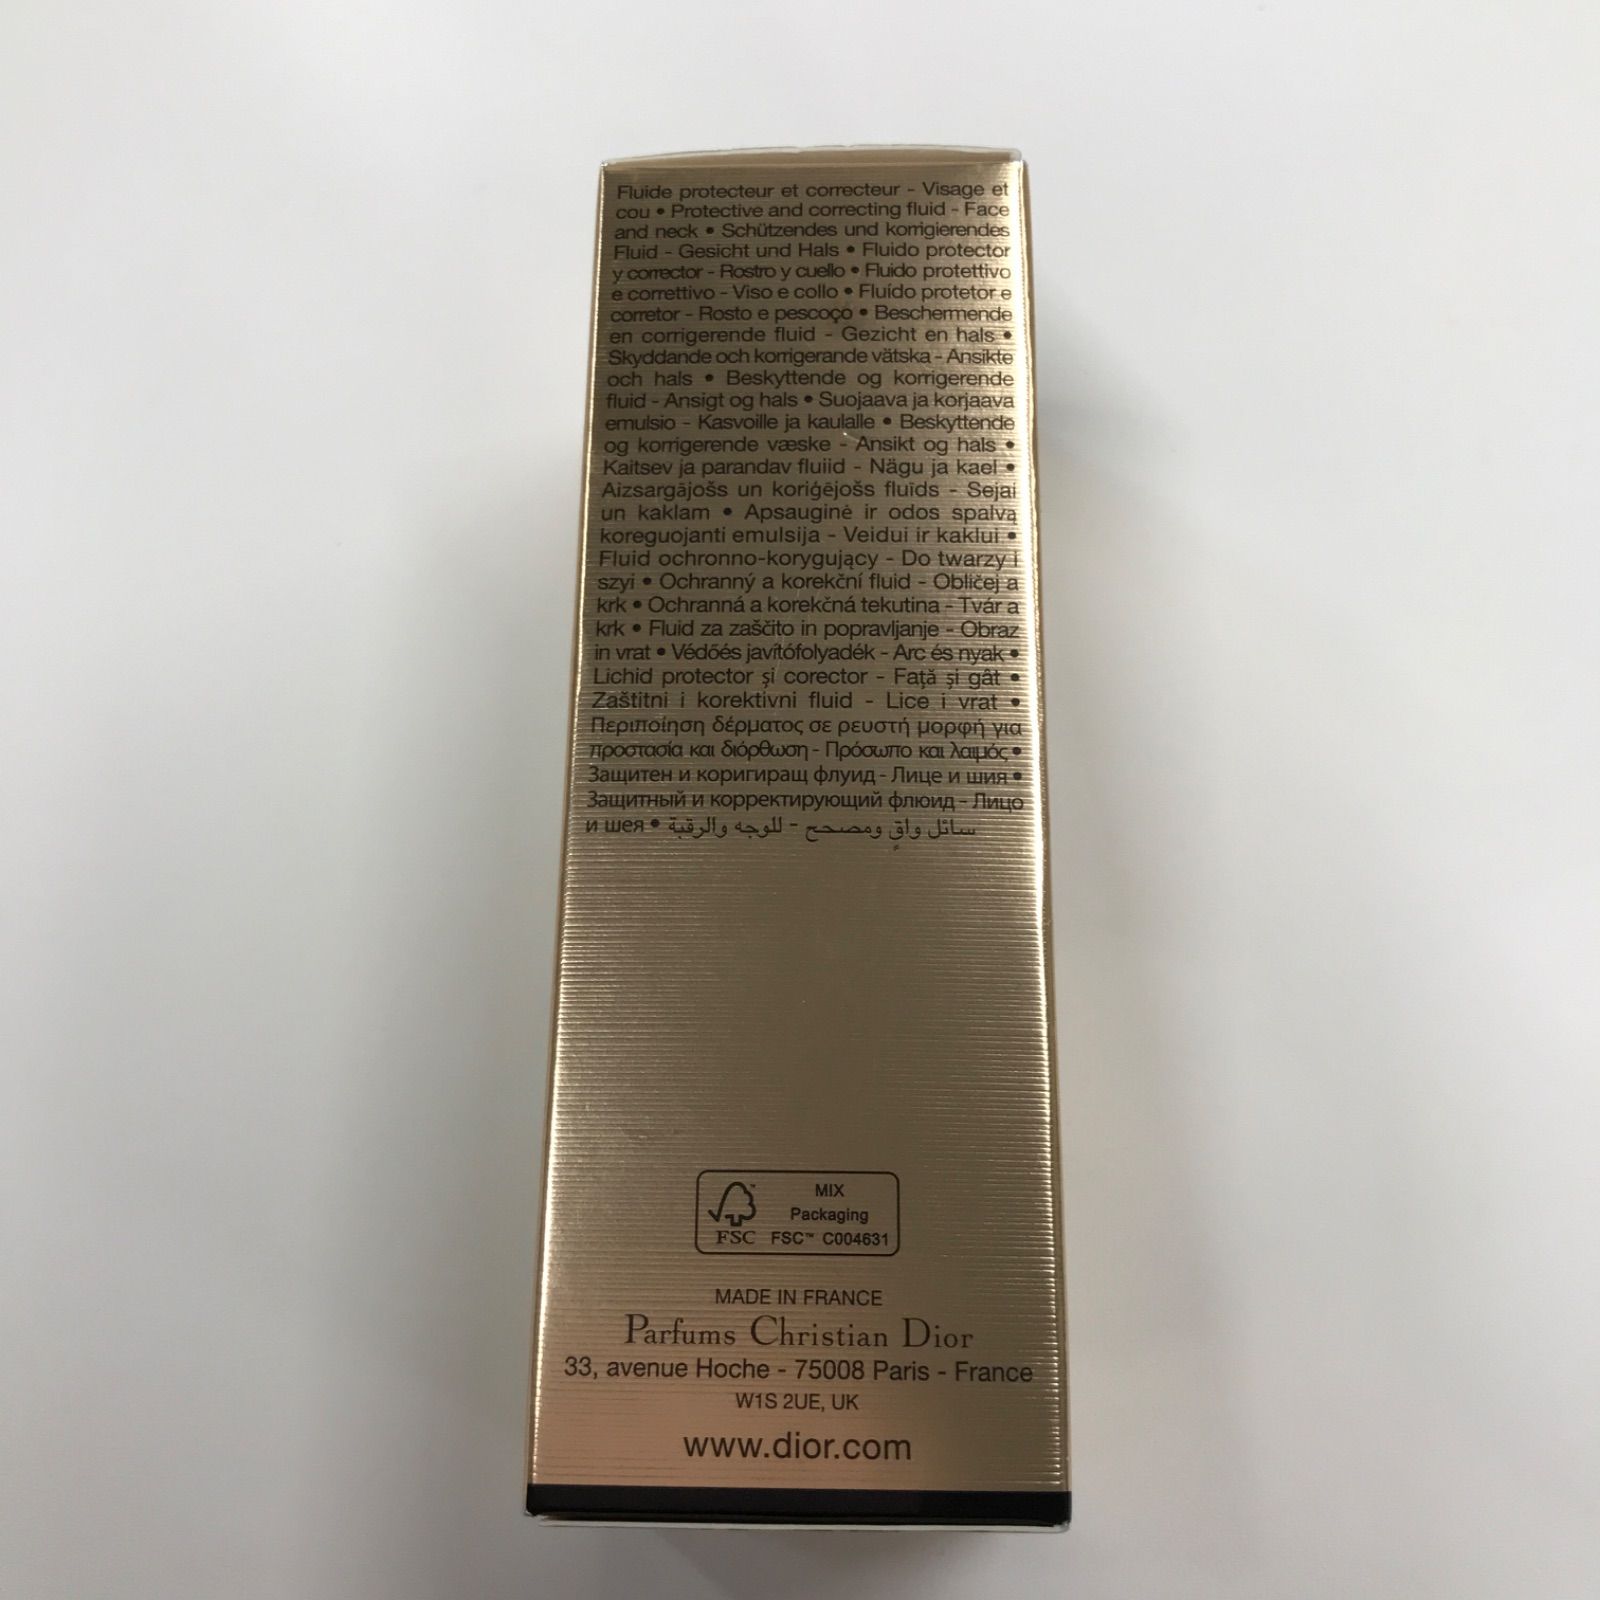 Fluide protecteur et correcteur - Visage et
cou • Protective and correcting fluid - Face
and neck • Schützendes und korrigierendes
Fluid - Gesicht und Hals • Fluido protector
y corrector - Rostro y cuello • Fluido protettivo
e correttivo - Viso e collo • Fluído protetor e
corretor - Rosto e pescoço • Beschermende
en corrigerende fluid - Gezicht en hals •
Skyddande och korrigerande vätska - Ansikte
och hals • Beskyttende og korrigerende
fluid - Ansigt og hals • Suojaava ja korjaava
emulsio - Kasvoille ja kaulalle • Beskyttende
og korrigerende væske - Ansikt og hals •
Kaitsev ja parandav fluiid - Nägu ja kael •
Aizsargājošs un koriģējošs fluīds - Sejai
un kaklam • Apsauginė ir odos spalvą
koreguojanti emulsija - Veidui ir kaklui •
Fluid ochronno-korygujący - Do twarzy i
szyi • Ochranný a korekční fluid - Obličej a
krk • Ochranná a korekčná tekutina - Tvár a
krk • Fluid za zaščito in popravljanje - Obraz
in vrat • Védőés javítófolyadék - Arc és nyak •
Lichid protector şi corector - Faţă şi gât •
Zaštitni i korektivni fluid - Lice i vrat •
Περιποίηση δέρματος σε ρευστή μορφή για
προστασία και διόρθωση - Πρόσωπο και λαιμός •
Защитен и коригиращ флуид - Лице и шия •
Защитный и корректирующий флюид - Лицо
и шея • سائل واقٍ ومصحح - للوجه والرقبة
MIX
Packaging
FSC FSC™ C004631
MADE IN FRANCE
Parfums Christian Dior
33, avenue Hoche - 75008 Paris - France
W1S 2UE, UK
www.dior.com